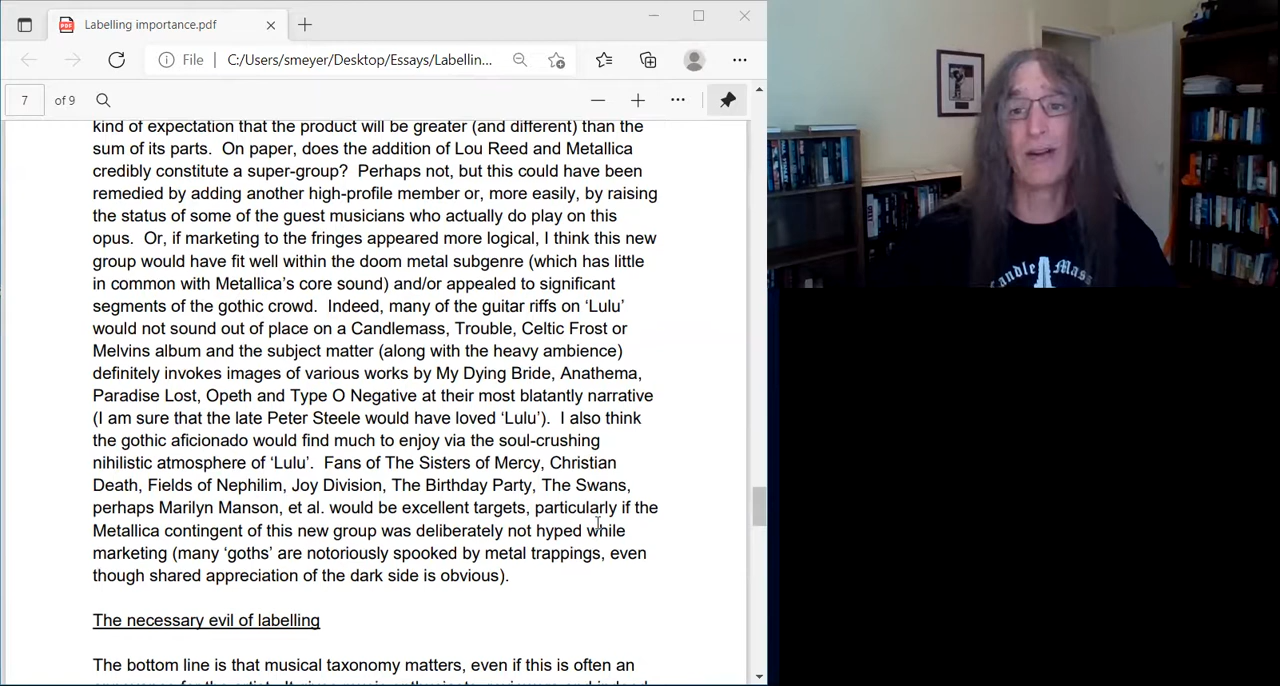 Labelling importance.pdf
File
C:/Users/smeyer/Desktop/Essays/Labellin...
7 of 9
kind of expectation that the product will be greater (and different) than the
sum of its parts.  On paper, does the addition of Lou Reed and Metallica
credibly constitute a super-group?  Perhaps not, but this could have been
remedied by adding another high-profile member or, more easily, by raising
the status of some of the guest musicians who actually do play on this
opus.  Or, if marketing to the fringes appeared more logical, I think this new
group would have fit well within the doom metal subgenre (which has little
in common with Metallica’s core sound) and/or appealed to significant
segments of the gothic crowd.  Indeed, many of the guitar riffs on ‘Lulu’
would not sound out of place on a Candlemass, Trouble, Celtic Frost or
Melvins album and the subject matter (along with the heavy ambience)
definitely invokes images of various works by My Dying Bride, Anathema,
Paradise Lost, Opeth and Type O Negative at their most blatantly narrative
(I am sure that the late Peter Steele would have loved ‘Lulu’).  I also think
the gothic aficionado would find much to enjoy via the soul-crushing
nihilistic atmosphere of ‘Lulu’.  Fans of The Sisters of Mercy, Christian
Death, Fields of Nephilim, Joy Division, The Birthday Party, The Swans,
perhaps Marilyn Manson, et al. would be excellent targets, particularly if the
Metallica contingent of this new group was deliberately not hyped while
marketing (many ‘goths’ are notoriously spooked by metal trappings, even
though shared appreciation of the dark side is obvious).
The necessary evil of labelling
The bottom line is that musical taxonomy matters, even if this is often an